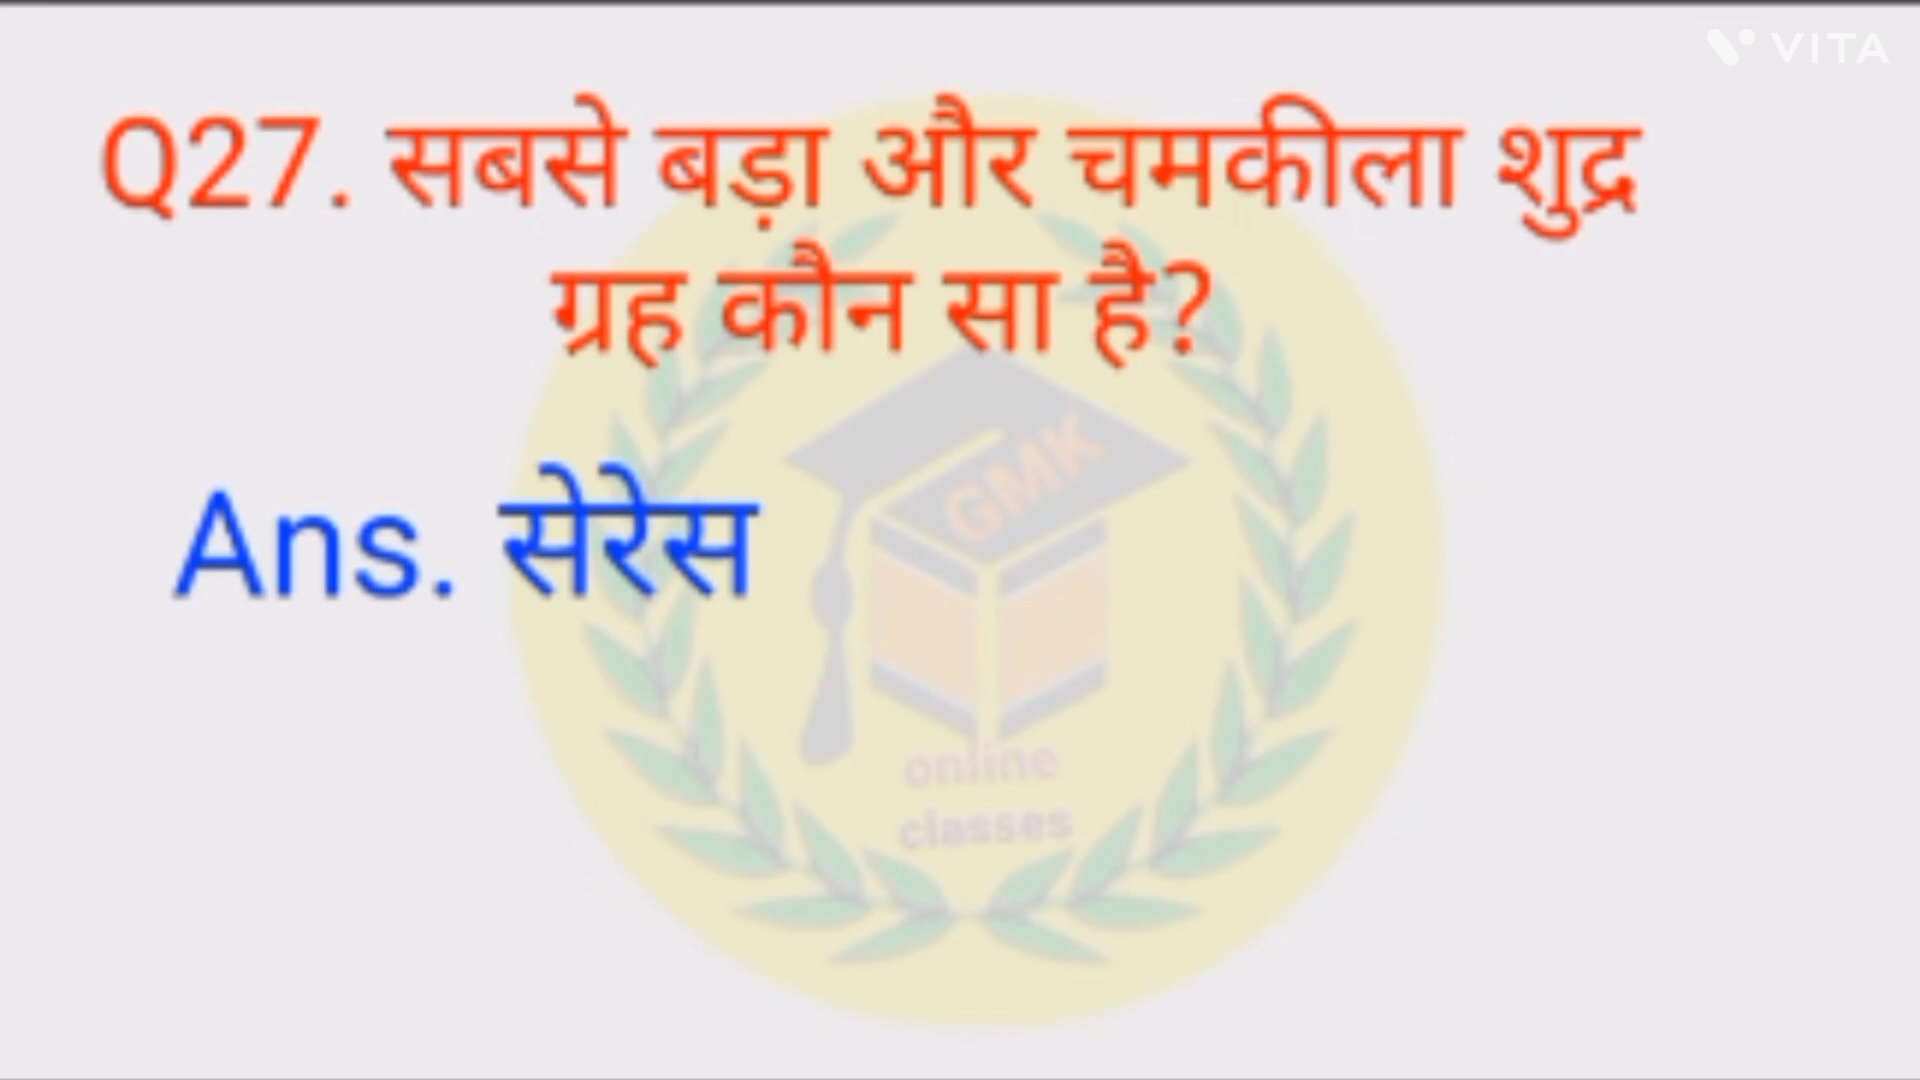 VITA
Q27. सबसे बड़ा और चमकीला शुद्र
ग्रह कौन सा है?
Ans. सेरेस
GMK
online
classes